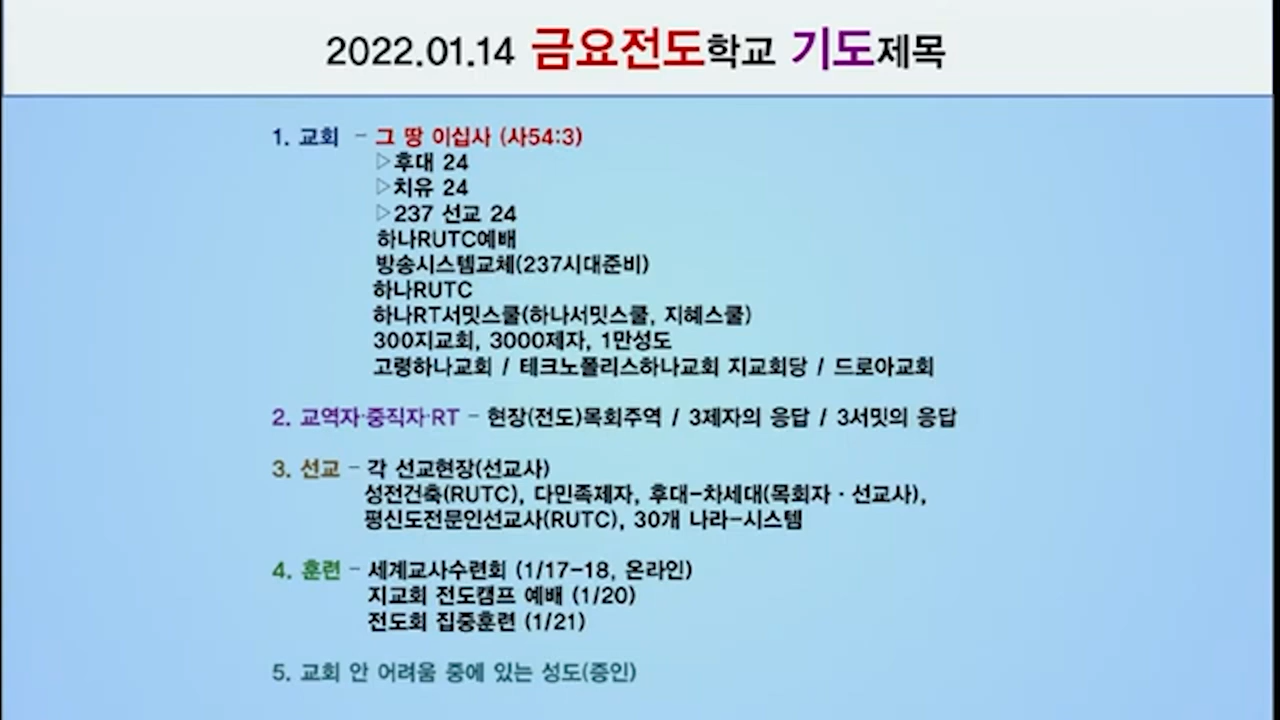 2022.01.14 금요전도학교 기도제목
1. 교회 - 그 땅 이십사 (사54:3)
▷후대 24
▷치유 24
▷237 선교 24
하나RUTC예배
방송시스템교체(237시대준비)
하나RUTC
하나RT서밋스쿨(하나서밋스쿨, 지혜스쿨)
300지교회, 3000제자, 1만성도
고령하나교회 / 테크노폴리스하나교회 지교회당 / 드로아교회
2. 교역자·중직자·RT - 현장(전도)목회주역 / 3제자의 응답 / 3서밋의 응답
3. 선교 - 각 선교현장(선교사)
성전건축(RUTC), 다민족제자, 후대-차세대(목회자 · 선교사),
평신도전문인선교사(RUTC), 30개 나라-시스템
4. 훈련 - 세계교사수련회 (1/17-18, 온라인)
지교회 전도캠프 예배 (1/20)
전도회 집중훈련 (1/21)
5. 교회 안 어려움 중에 있는 성도(증인)